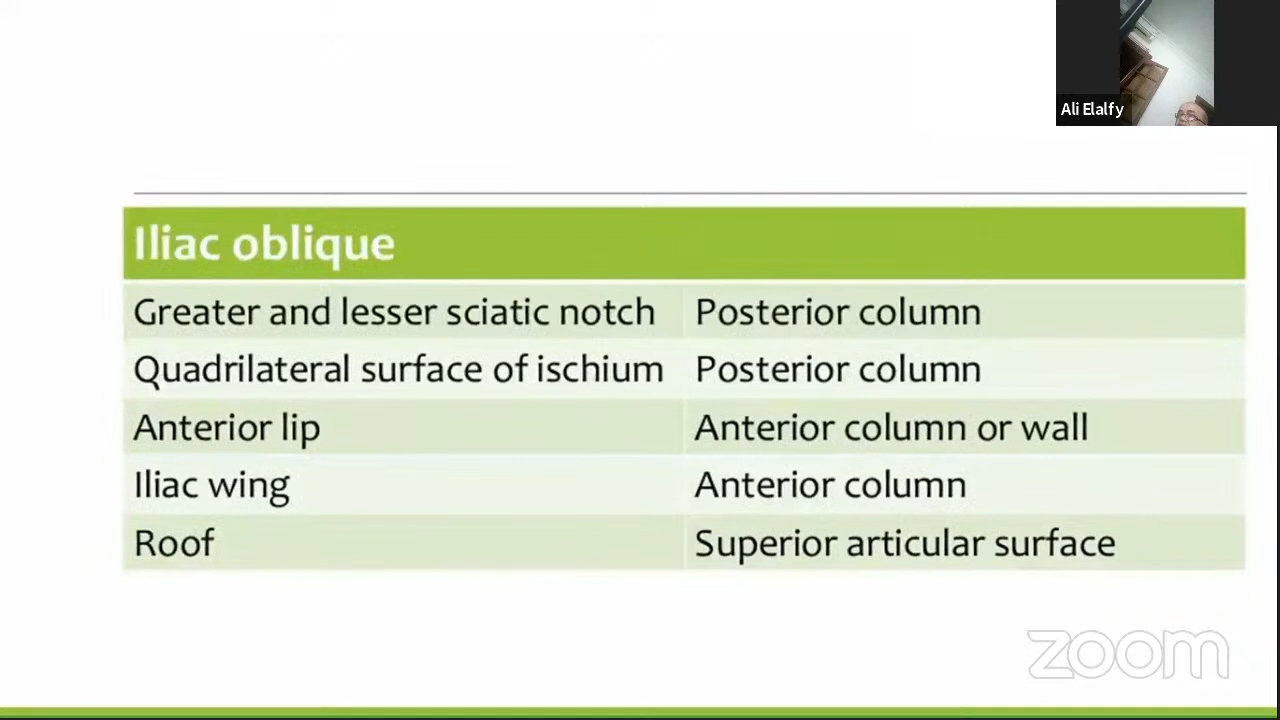 Ali Elalfy
Iliac oblique
Greater and lesser sciatic notch Posterior column
Quadrilateral surface of ischium Posterior column
Anterior lip Anterior column or wall
Iliac wing Anterior column
Roof Superior articular surface
zoom